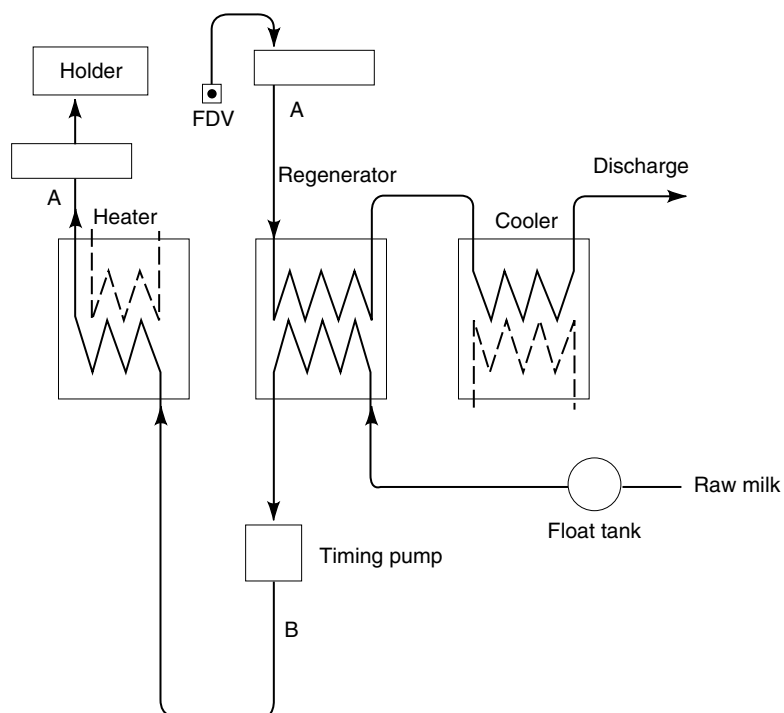 Holder
FDV
A
A
Regenerator
Discharge
Heater
Cooler
Raw milk
Float tank
Timing pump
B